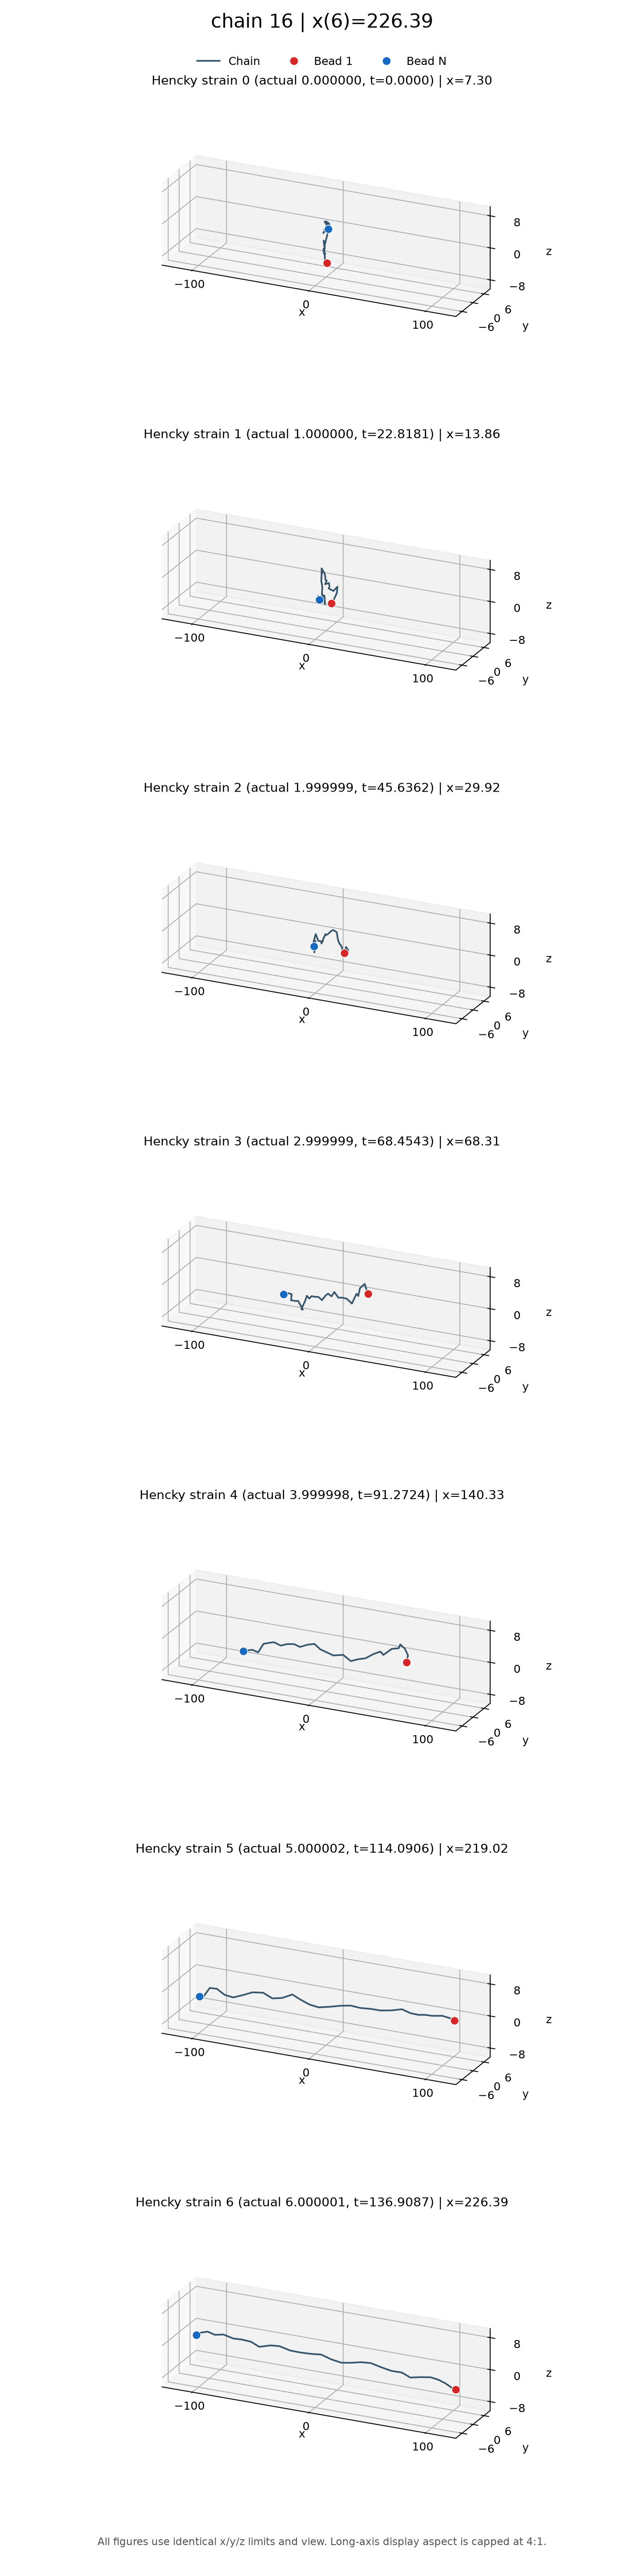 chain 16 | x(6)=226.39
Chain
Bead 1
Bead N
Hencky strain 0 (actual 0.000000, t=0.0000) | x=7.30
8
0
−8
z
−100
0
100
x
6
0
−6
y
Hencky strain 1 (actual 1.000000, t=22.8181) | x=13.86
8
0
−8
z
−100
0
100
x
6
0
−6
y
Hencky strain 2 (actual 1.999999, t=45.6362) | x=29.92
8
0
−8
z
−100
0
100
x
6
0
−6
y
Hencky strain 3 (actual 2.999999, t=68.4543) | x=68.31
8
0
−8
z
−100
0
100
x
6
0
−6
y
Hencky strain 4 (actual 3.999998, t=91.2724) | x=140.33
8
0
−8
z
−100
0
100
x
6
0
−6
y
Hencky strain 5 (actual 5.000002, t=114.0906) | x=219.02
8
0
−8
z
−100
0
100
x
6
0
−6
y
Hencky strain 6 (actual 6.000001, t=136.9087) | x=226.39
8
0
−8
z
−100
0
100
x
6
0
−6
y
All figures use identical x/y/z limits and view. Long-axis display aspect is capped at 4:1.